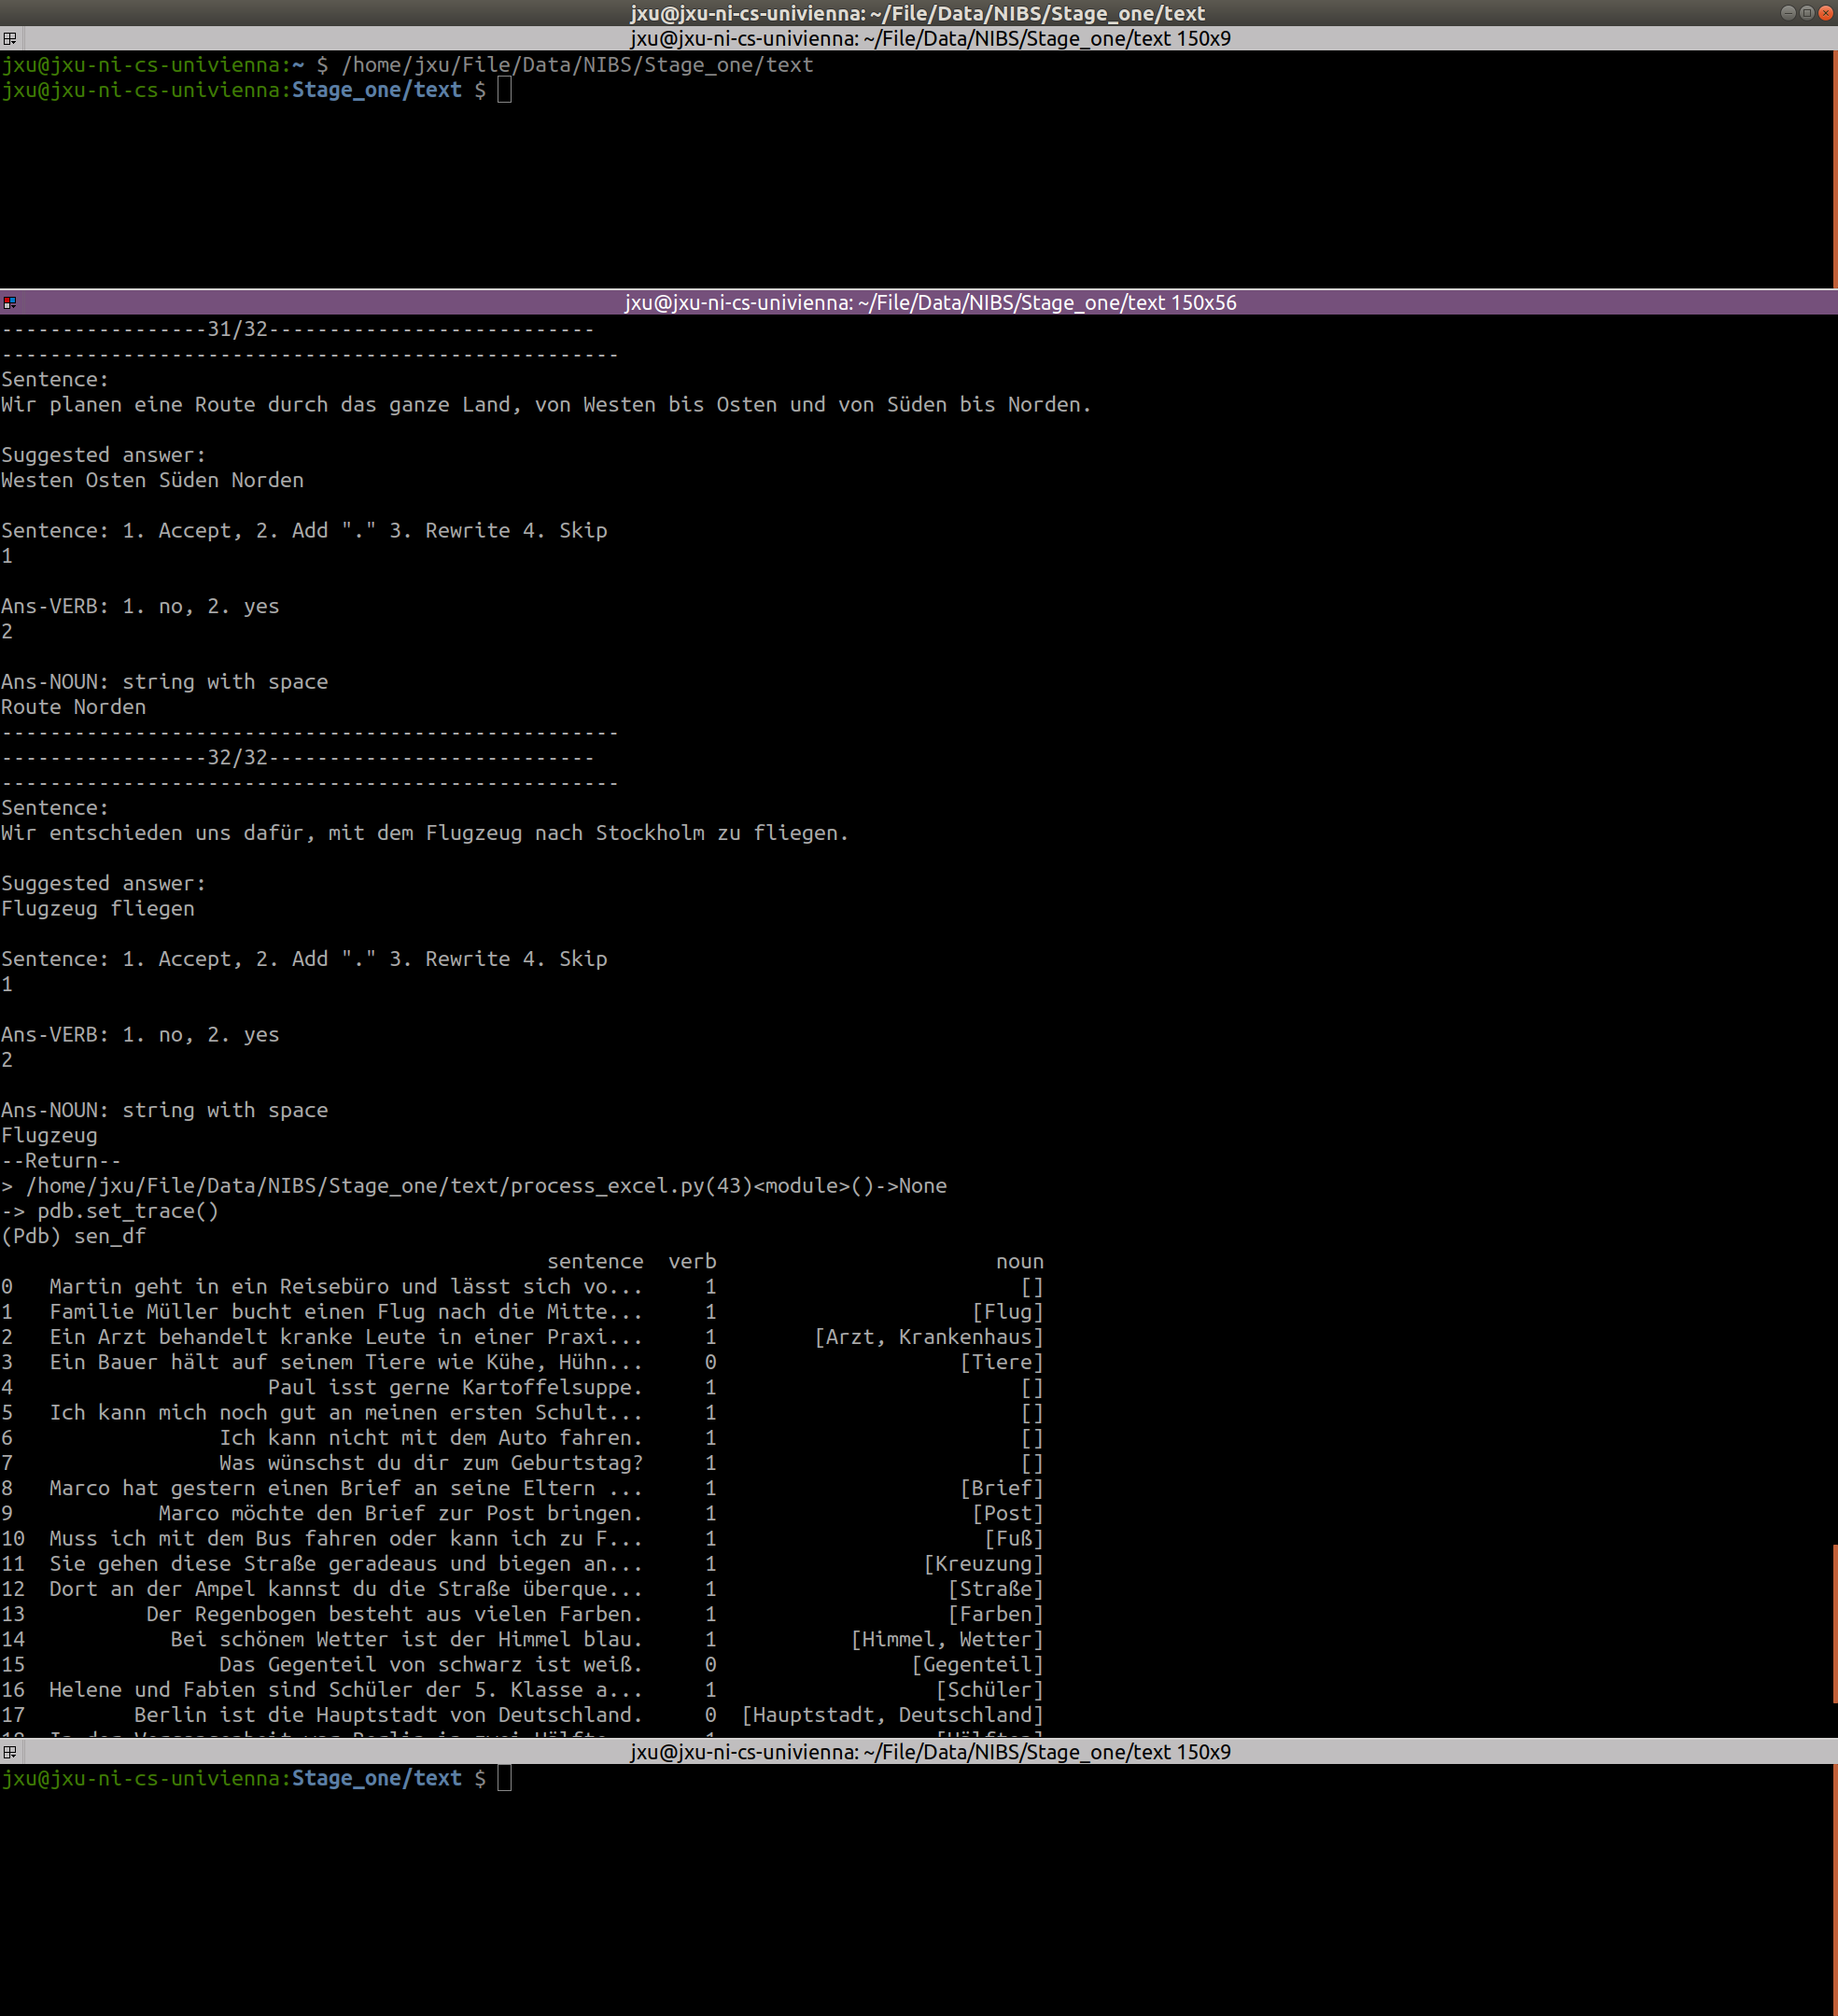 jxu@jxu-ni-cs-univienna: ~/File/Data/NIBS/Stage_one/text
jxu@jxu-ni-cs-univienna: ~/File/Data/NIBS/Stage_one/text 150x9
jxu@jxu-ni-cs-univienna:~ $ /home/jxu/File/Data/NIBS/Stage_one/text
jxu@jxu-ni-cs-univienna:Stage_one/text $
jxu@jxu-ni-cs-univienna: ~/File/Data/NIBS/Stage_one/text 150x56
-----------------31/32---------------------------
---------------------------------------------------
Sentence:
Wir planen eine Route durch das ganze Land, von Westen bis Osten und von Süden bis Norden.
Suggested answer:
Westen Osten Süden Norden
Sentence: 1. Accept, 2. Add "." 3. Rewrite 4. Skip
1
Ans-VERB: 1. no, 2. yes
2
Ans-NOUN: string with space
Route Norden
---------------------------------------------------
-----------------32/32---------------------------
---------------------------------------------------
Sentence:
Wir entschieden uns dafür, mit dem Flugzeug nach Stockholm zu fliegen.
Suggested answer:
Flugzeug fliegen
Sentence: 1. Accept, 2. Add "." 3. Rewrite 4. Skip
1
Ans-VERB: 1. no, 2. yes
2
Ans-NOUN: string with space
Flugzeug
--Return--
> /home/jxu/File/Data/NIBS/Stage_one/text/process_excel.py(43)<module>()->None
-> pdb.set_trace()
(Pdb) sen_df
sentence verb noun
0 Martin geht in ein Reisebüro und lässt sich vo... 1 []
1 Familie Müller bucht einen Flug nach die Mitte... 1 [Flug]
2 Ein Arzt behandelt kranke Leute in einer Praxi... 1 [Arzt, Krankenhaus]
3 Ein Bauer hält auf seinem Tiere wie Kühe, Hühn... 0 [Tiere]
4 Paul isst gerne Kartoffelsuppe. 1 []
5 Ich kann mich noch gut an meinen ersten Schult... 1 []
6 Ich kann nicht mit dem Auto fahren. 1 []
7 Was wünschst du dir zum Geburtstag? 1 []
8 Marco hat gestern einen Brief an seine Eltern ... 1 [Brief]
9 Marco möchte den Brief zur Post bringen. 1 [Post]
10 Muss ich mit dem Bus fahren oder kann ich zu F... 1 [Fuß]
11 Sie gehen diese Straße geradeaus und biegen an... 1 [Kreuzung]
12 Dort an der Ampel kannst du die Straße überque... 1 [Straße]
13 Der Regenbogen besteht aus vielen Farben. 1 [Farben]
14 Bei schönem Wetter ist der Himmel blau. 1 [Himmel, Wetter]
15 Das Gegenteil von schwarz ist weiß. 0 [Gegenteil]
16 Helene und Fabien sind Schüler der 5. Klasse a... 1 [Schüler]
17 Berlin ist die Hauptstadt von Deutschland. 0 [Hauptstadt, Deutschland]
jxu@jxu-ni-cs-univienna: ~/File/Data/NIBS/Stage_one/text 150x9
jxu@jxu-ni-cs-univienna:Stage_one/text $